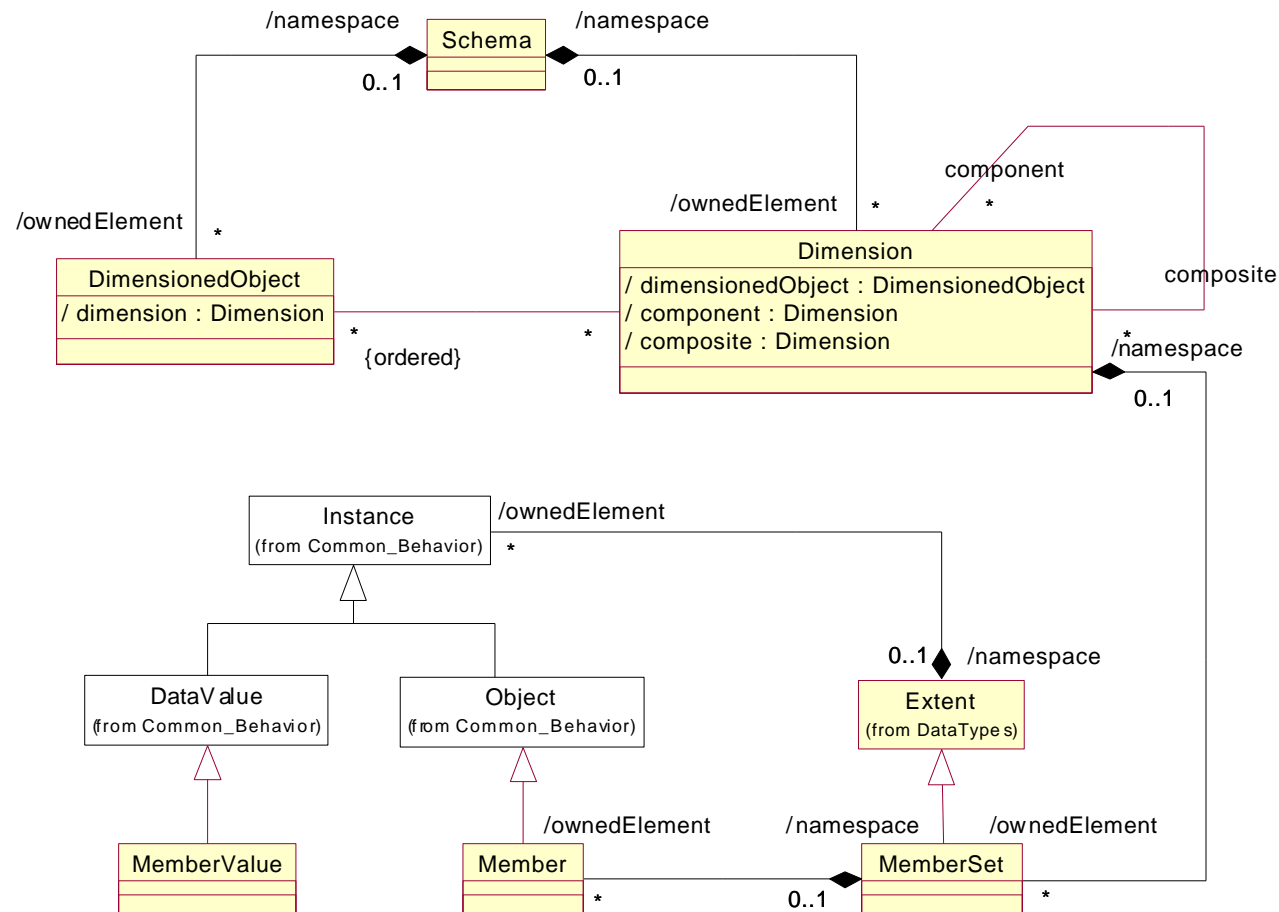 /namespace
/namespace
Schema
0..1
0..1
component
/ownedElement
*
*
/ownedElement
*
Dimension
composite
DimensionedObject
/ dimensionedObject : DimensionedObject
/ dimension : Dimension
/ component : Dimension
*
*
*
/ composite : Dimension
{ordered}
/namespace
0..1
Instance
/ownedElement
(from Common_Behavior)
*
0..1
/namespace
DataValue
Object
Extent
(from Common_Behavior)
(from Common_Behavior)
(from DataTypes)
/ownedElement
/namespace
/ownedElement
MemberValue
Member
MemberSet
*
0..1
*